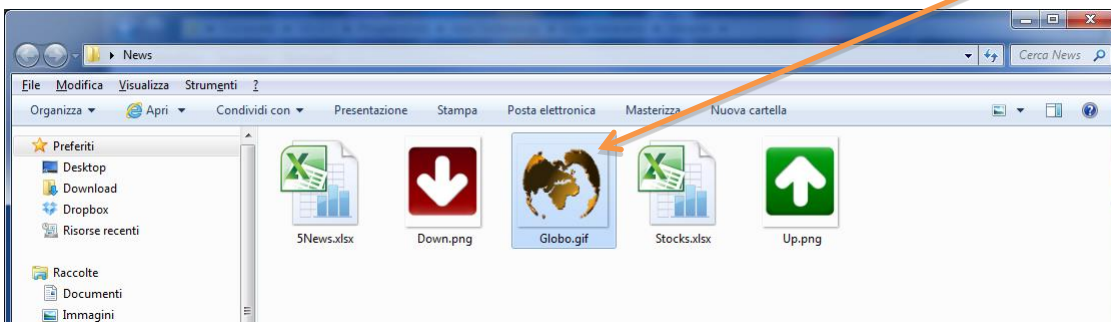 News
Cerca News
File Modifica Visualizza Strumenti ?
Organizza Apri Condividi con Presentazione Stampa Posta elettronica Masterizza Nuova cartella
Preferiti
Desktop
Download
Dropbox
Risorse recenti
Raccolte
Documenti
Immagini
5News.xlsx Down.png Globo.gif Stocks.xlsx Up.png